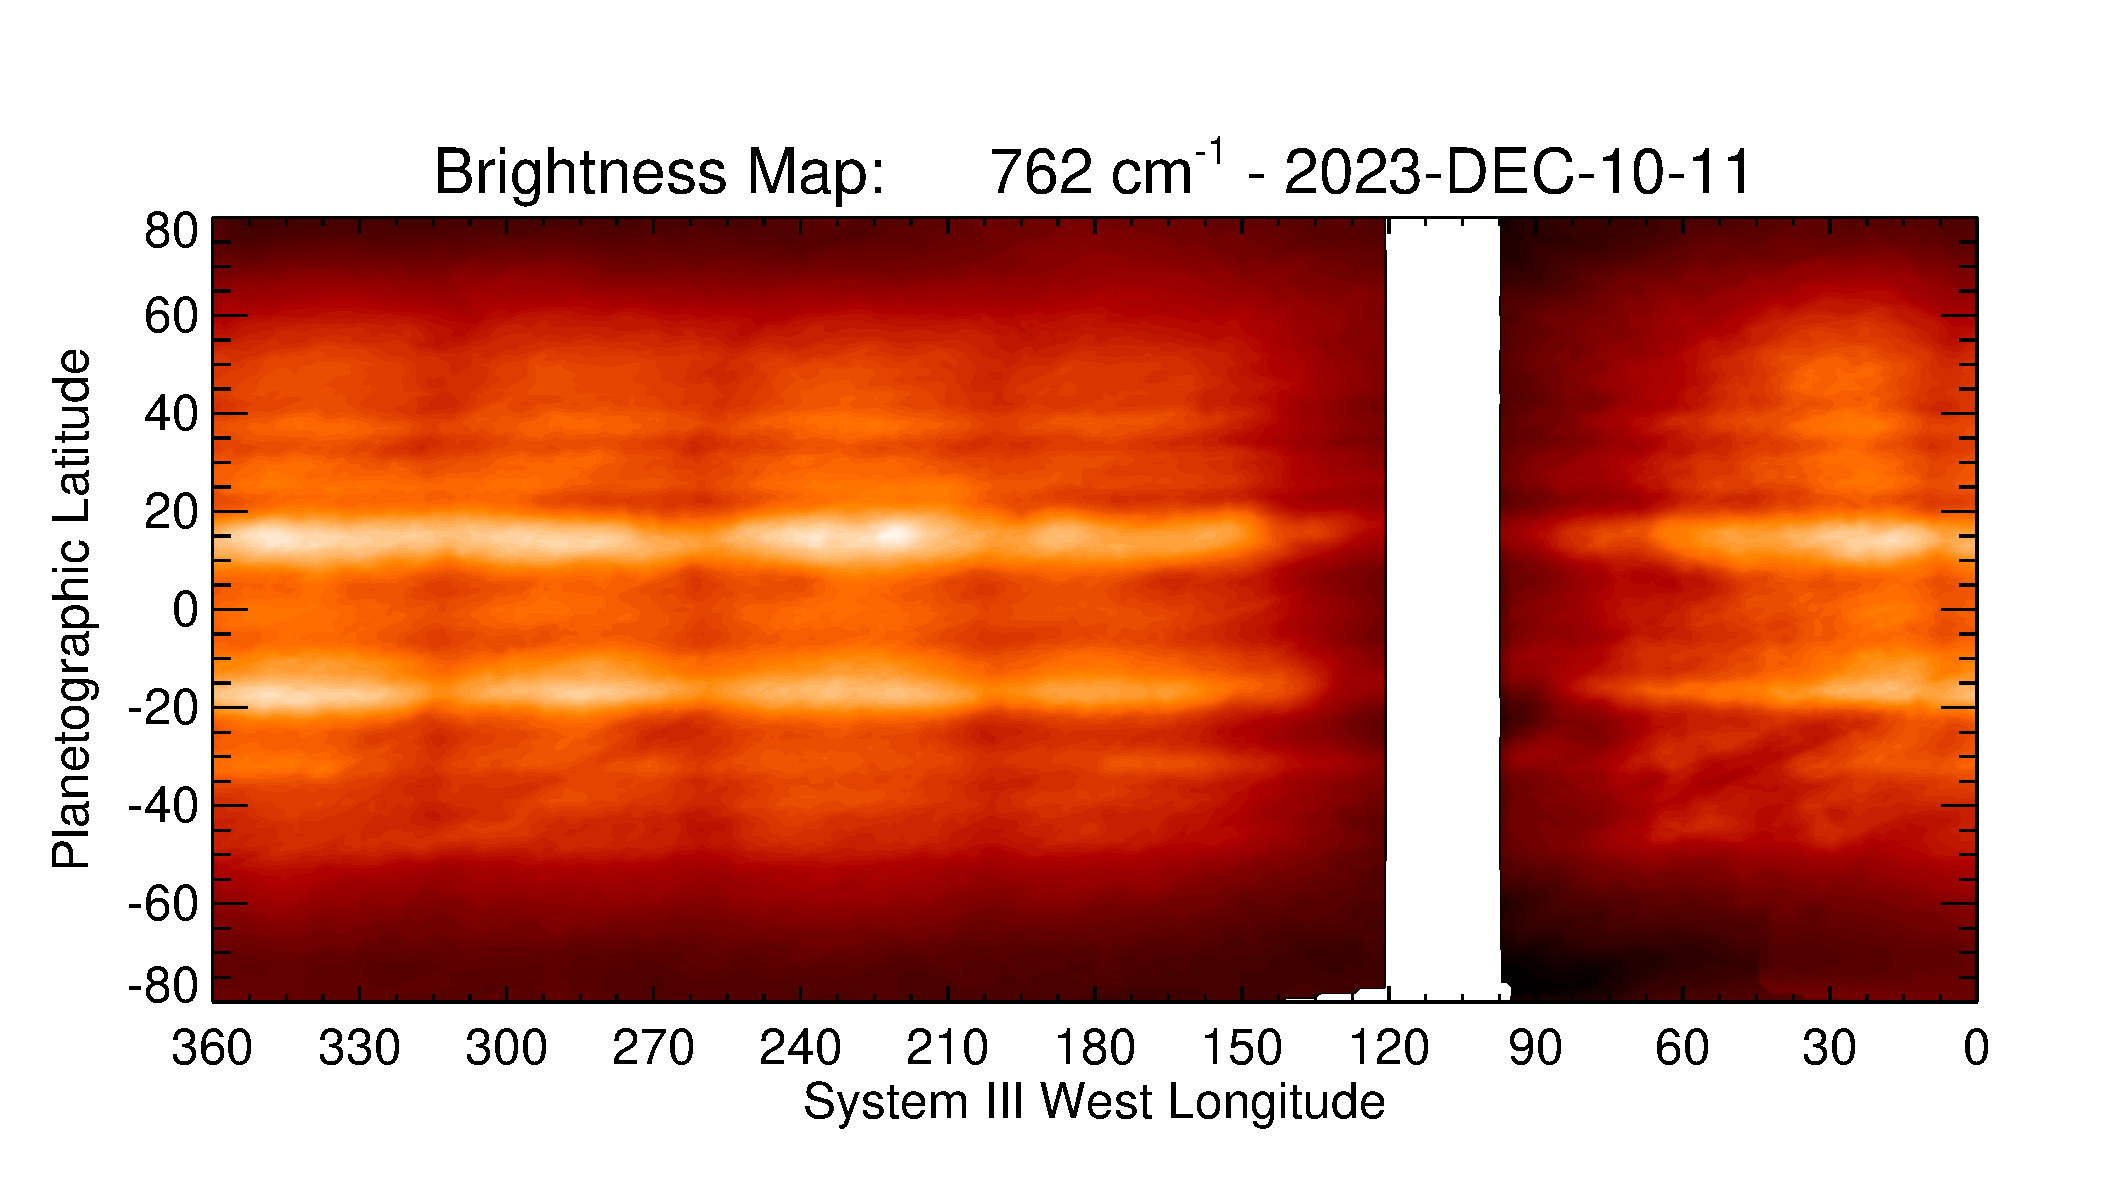 Brightness Map: 762 cm⁻¹ - 2023-DEC-10-11
80
60
40
20
0
-20
-40
-60
-80
Planetographic Latitude
360 330 300 270 240 210 180 150 120 90 60 30 0
System III West Longitude